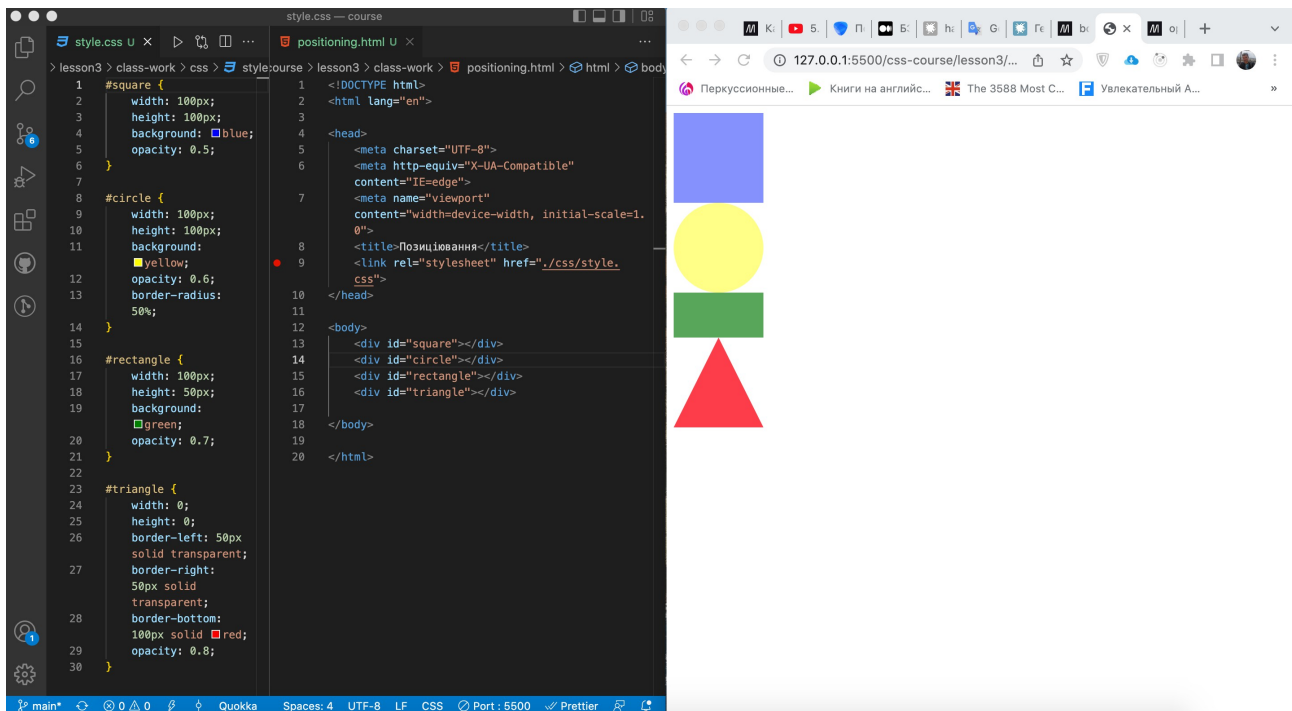 style.css — course
style.css U
positioning.html U
> lesson3 > class-work > css > style
course > lesson3 > class-work > positioning.html > html > body
1 #square {
2 width: 100px;
3 height: 100px;
4 background: blue;
5 opacity: 0.5;
6 }
7
8 #circle {
9 width: 100px;
10 height: 100px;
11 background:
yellow;
12 opacity: 0.6;
13 border-radius:
50%;
14 }
15
16 #rectangle {
17 width: 100px;
18 height: 50px;
19 background:
green;
20 opacity: 0.7;
21 }
22
23 #triangle {
24 width: 0;
25 height: 0;
26 border-left: 50px
solid transparent;
27 border-right:
50px solid
transparent;
28 border-bottom:
100px solid red;
29 opacity: 0.8;
30 }
1 <!DOCTYPE html>
2 <html lang="en">
3
4 <head>
5 <meta charset="UTF-8">
6 <meta http-equiv="X-UA-Compatible"
content="IE=edge">
7 <meta name="viewport"
content="width=device-width, initial-scale=1.
0">
8 <title>Позиціювання</title>
9 <link rel="stylesheet" href="./css/style.
css">
10 </head>
11
12 <body>
13 <div id="square"></div>
14 <div id="circle"></div>
15 <div id="rectangle"></div>
16 <div id="triangle"></div>
17
18 </body>
19
20 </html>
6
1
main* 0 0 Quokka Spaces: 4 UTF-8 LF CSS Port : 5500 Prettier
5. G
127.0.0.1:5500/css-course/lesson3/...
Перкуссионные... Книги на английс... The 3588 Most C... Увлекательный А... »